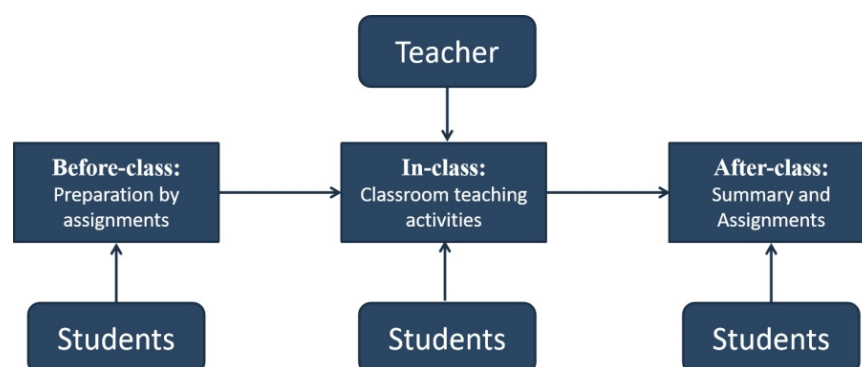 Teacher
Before-class:
Preparation by
assignments
In-class:
Classroom teaching
activities
After-class:
Summary and
Assignments
Students
Students
Students